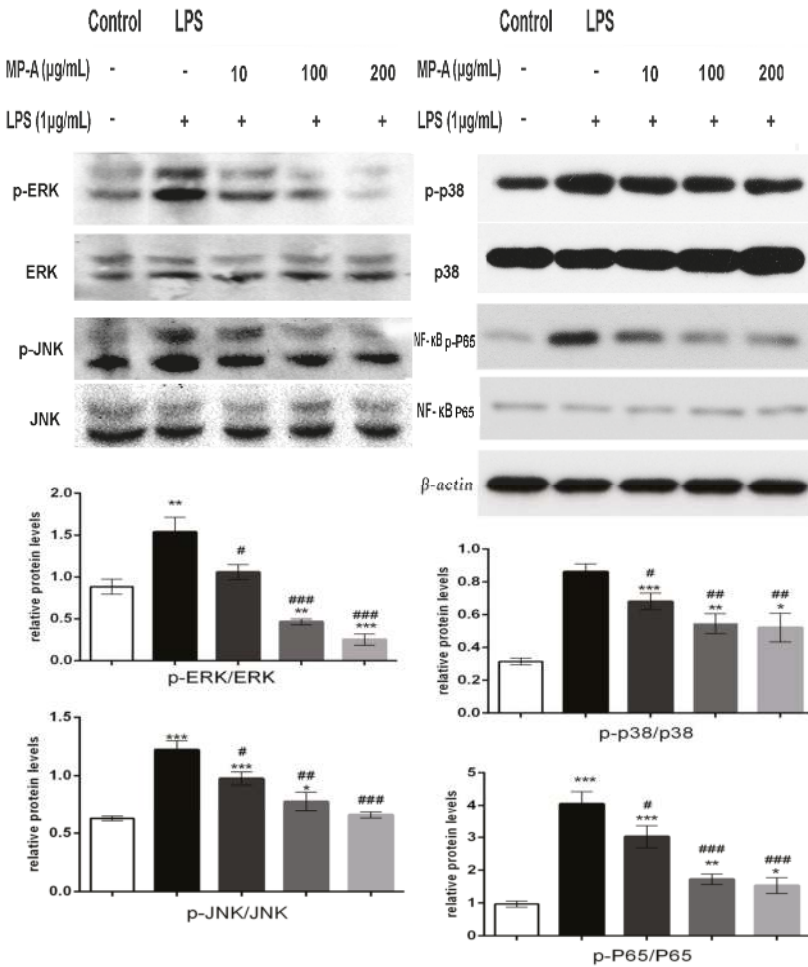 Control LPS
MP-A (µg/mL) - - 10 100 200
LPS (1µg/mL) - + + + +
p-ERK
ERK
p-JNK
JNK
Control LPS
MP-A (µg/mL) - - 10 100 200
LPS (1µg/mL) - + + + +
p-p38
p38
NF-κB p-P65
NF-κB P65
β-actin
relative protein levels
2.0
1.5
1.0
0.5
0.0
**
#
###
**
###
***
p-ERK/ERK
relative protein levels
1.5
1.0
0.5
0.0
***
#
***
##
*
###
p-JNK/JNK
relative protein levels
1.0
0.8
0.6
0.4
0.2
0.0
#
***
##
**
##
*
p-p38/p38
relative protein levels
5
4
3
2
1
0
***
#
***
###
**
###
*
p-P65/P65